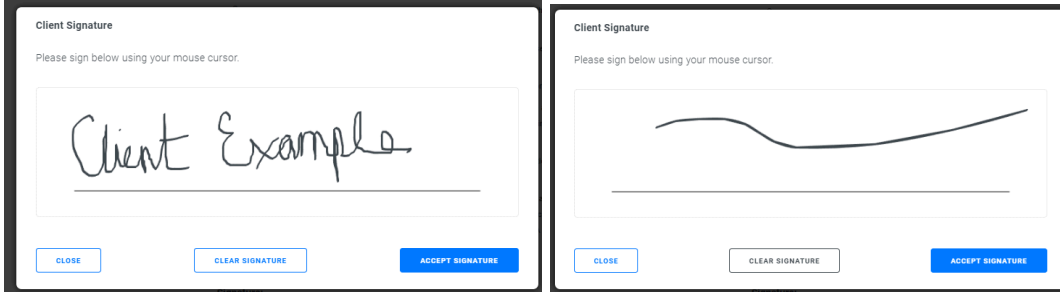 Client Signature
Please sign below using your mouse cursor.
Client Example
CLOSE
CLEAR SIGNATURE
ACCEPT SIGNATURE
Client Signature
Please sign below using your mouse cursor.
CLOSE
CLEAR SIGNATURE
ACCEPT SIGNATURE